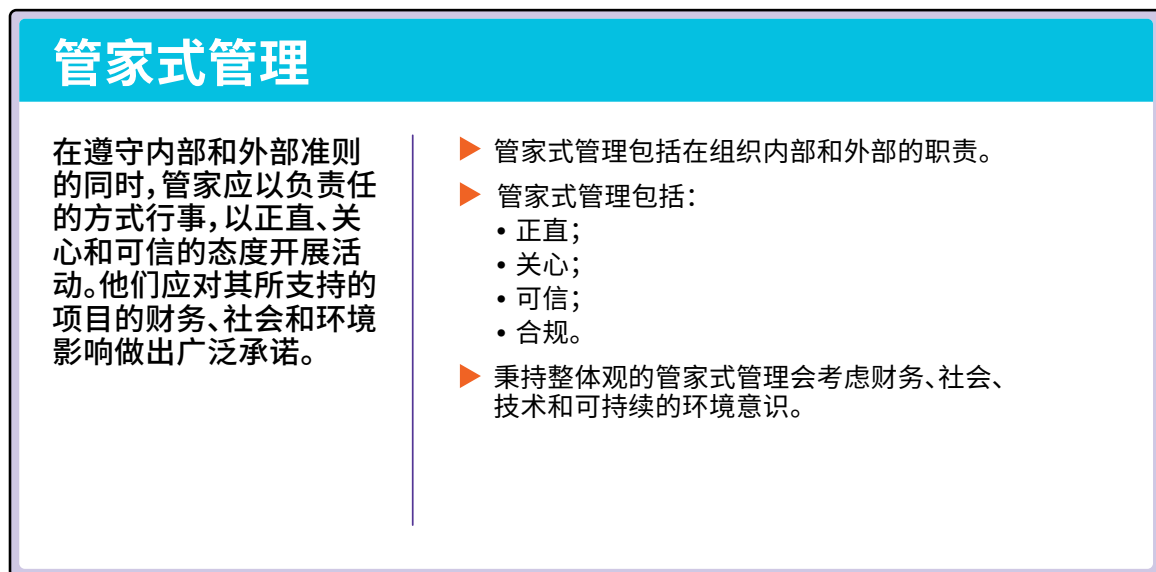 管家式管理
在遵守内部和外部准则
的同时,管家应以负责任
的方式行事,以正直、关
心和可信的态度开展活
动。他们应对其所支持的
项目的财务、社会和环境
影响做出广泛承诺。
▶ 管家式管理包括在组织内部和外部的职责。
▶ 管家式管理包括:
• 正直;
• 关心;
• 可信;
• 合规。
▶ 秉持整体观的管家式管理会考虑财务、社会、
技术和可持续的环境意识。